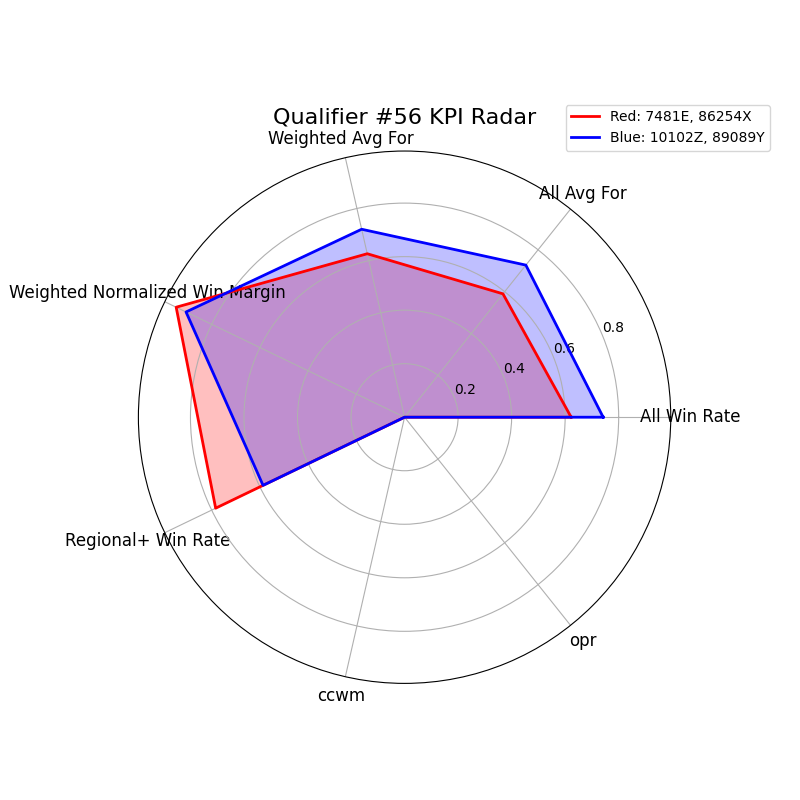 Qualifier #56 KPI Radar
Red: 7481E, 86254X
Blue: 10102Z, 89089Y
Weighted Avg For
All Avg For
Weighted Normalized Win Margin
0.8
0.6
0.4
0.2
All Win Rate
Regional+ Win Rate
opr
ccwm